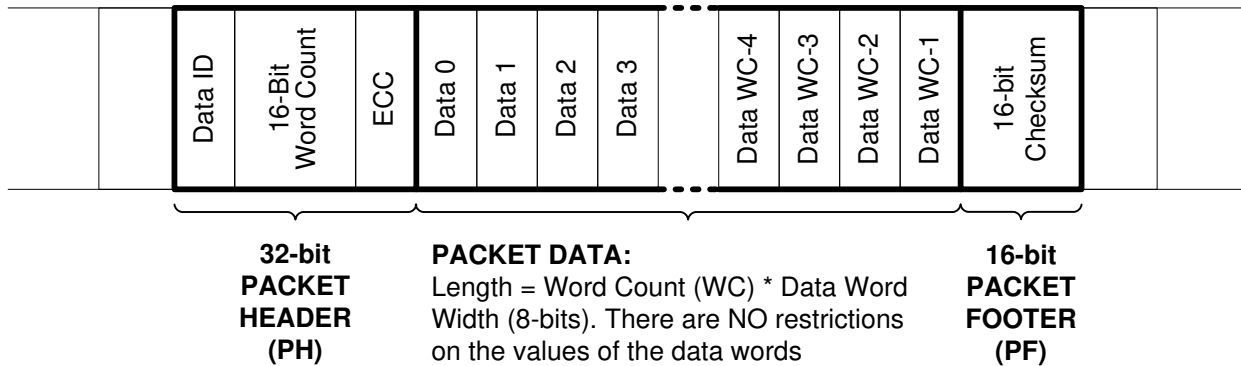 Data ID
16-Bit
Word Count
ECC
Data 0
Data 1
Data 2
Data 3
Data WC-4
Data WC-3
Data WC-2
Data WC-1
16-bit
Checksum
32-bit
PACKET
HEADER
(PH)
PACKET DATA:
Length = Word Count (WC) * Data Word
Width (8-bits). There are NO restrictions
on the values of the data words
16-bit
PACKET
FOOTER
(PF)